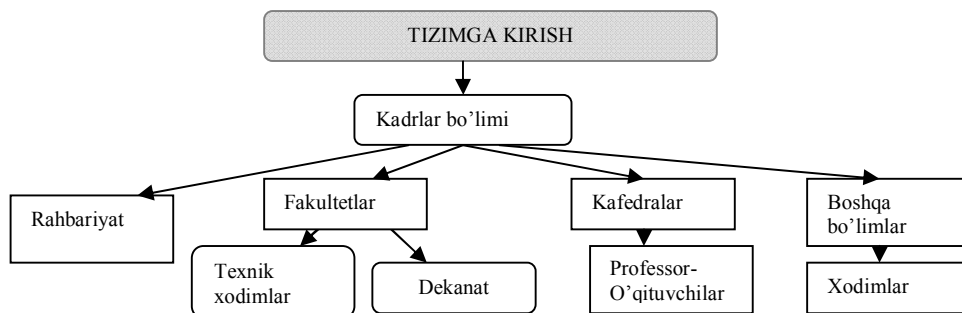 TIZIMGA KIRISH
Kadrlar bo’limi
Rahbariyat
Fakultetlar
Kafedralar
Boshqa
bo’limlar
Texnik
xodimlar
Dekanat
Professor-
O’qituvchilar
Xodimlar